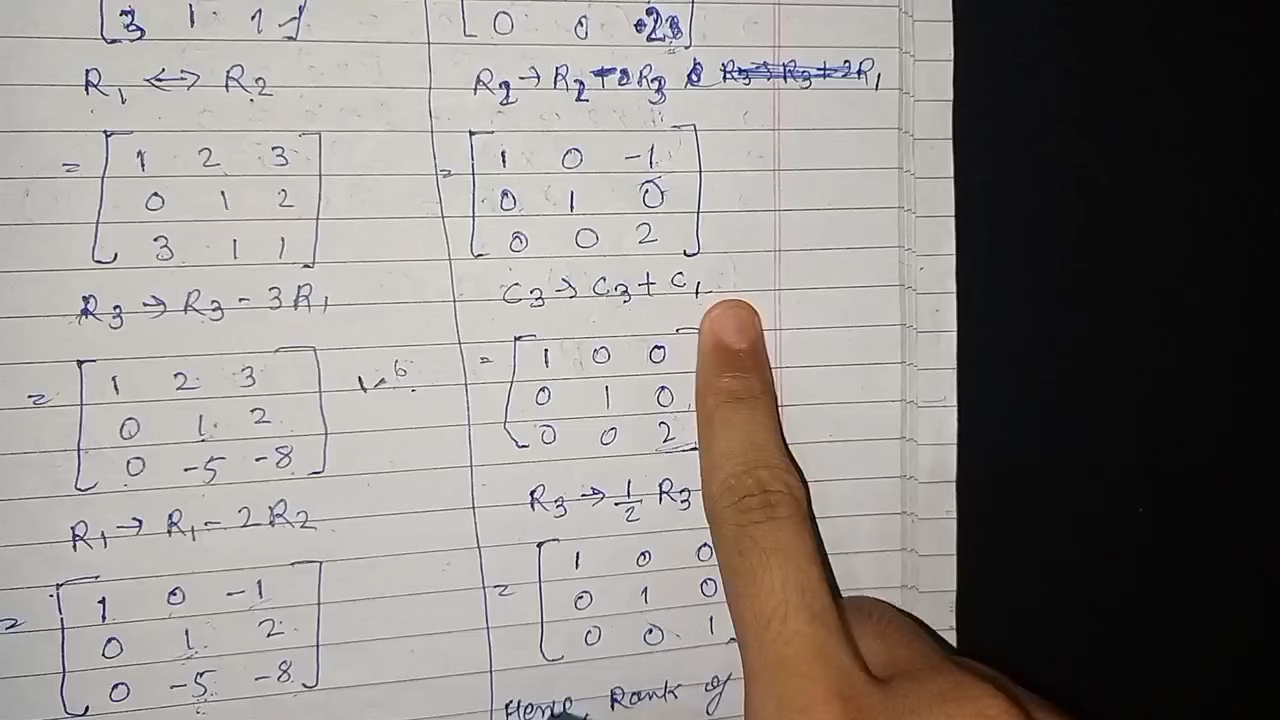 3 1 1
R1 ↔ R2
= 1 2 3
0 1 2
3 1 1
R3 → R3 - 3R1
= 1 2 3
0 1 2
0 -5 -8
R1 → R1 - 2R2
= 1 0 -1
0 1 2
0 -5 -8
0 0
R2 → R2 R3
= 1 0 -1
0 1 0
0 0 2
C3 → C3 + C1
= 1 0 0
0 1 0
0 0 2
R3 → 1/2 R3
= 1 0 0
0 1 0
0 0 1
Hence Rank of